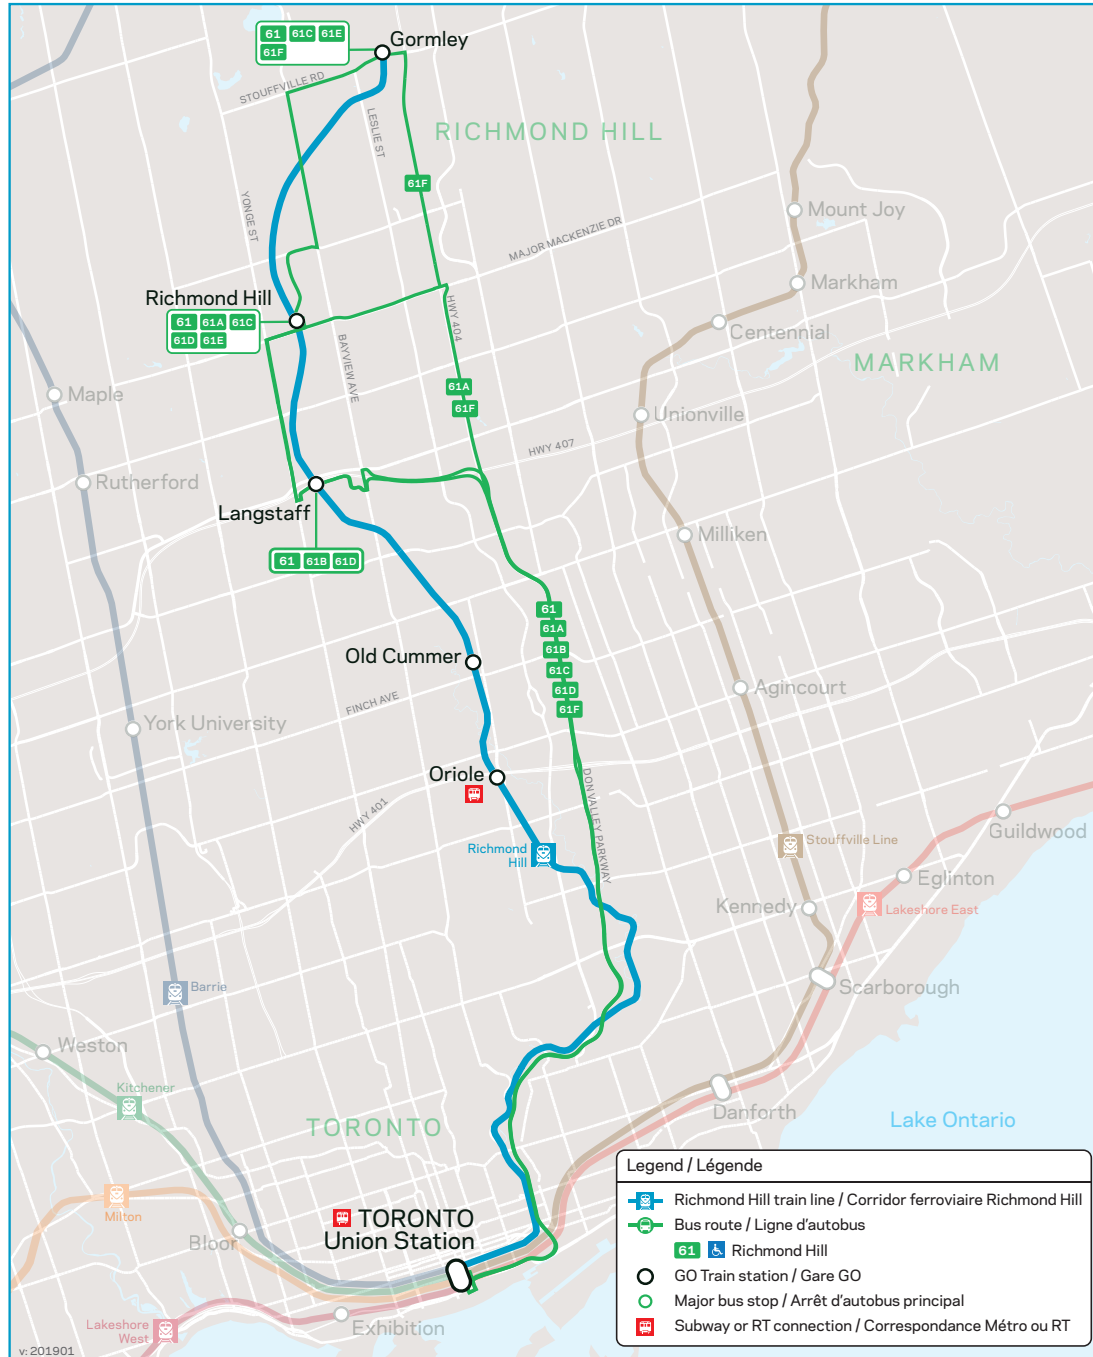 61 61C 61E
61F
Gormley
STOUFFVILLE RD
LESLIE ST
RICHMOND HILL
61F
YONGE ST
Mount Joy
MAJOR MACKENZIE DR
Markham
Richmond Hill
61 61A 61C
61D 61E
HWY 404
Centennial
BAYVIEW AVE
MARKHAM
61A
61F
Maple
Unionville
HWY 407
Rutherford
Langstaff
Milliken
61 61B 61D
61
61A
61B
61C
61D
61F
Old Cummer
Agincourt
FINCH AVE
York University
Oriole
DON VALLEY PARKWAY
HWY 401
Guildwood
Richmond
Hill
Stouffville Line
Eglinton
Kennedy
Lakeshore East
Barrie
Scarborough
Weston
Kitchener
Danforth
TORONTO
Lake Ontario
Milton
TORONTO
Union Station
Bloor
Exhibition
Lakeshore
West
Legend / Légende
Richmond Hill train line / Corridor ferroviaire Richmond Hill
Bus route / Ligne d'autobus
61 Richmond Hill
GO Train station / Gare GO
Major bus stop / Arrêt d'autobus principal
Subway or RT connection / Correspondance Métro ou RT
v: 201901